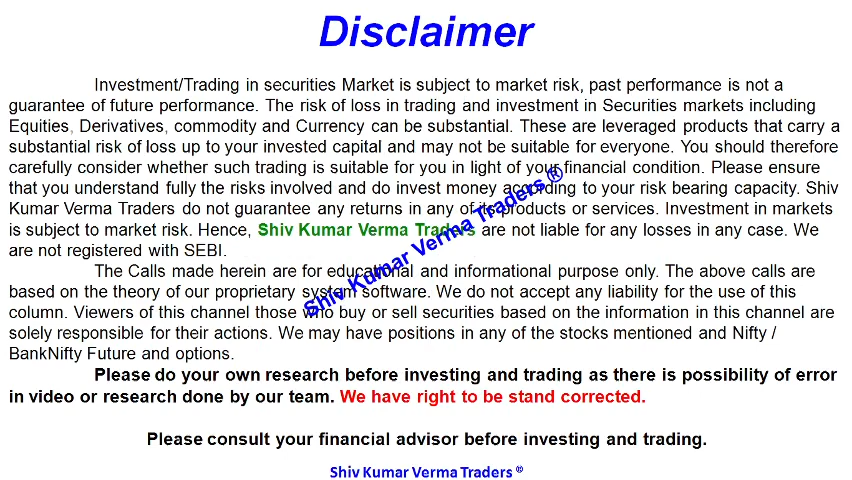 Disclaimer
Investment/Trading in securities Market is subject to market risk, past performance is not a
guarantee of future performance. The risk of loss in trading and investment in Securities markets including
Equities, Derivatives, commodity and Currency can be substantial. These are leveraged products that carry a
substantial risk of loss up to your invested capital and may not be suitable for everyone. You should therefore
carefully consider whether such trading is suitable for you in light of your financial condition. Please ensure
that you understand fully the risks involved and do invest money according to your risk bearing capacity. Shiv
Kumar Verma Traders do not guarantee any returns in any of its products or services. Investment in markets
is subject to market risk. Hence, Shiv Kumar Verma Traders are not liable for any losses in any case. We
are not registered with SEBI.
The Calls made herein are for educational and informational purpose only. The above calls are
based on the theory of our proprietary system software. We do not accept any liability for the use of this
column. Viewers of this channel those who buy or sell securities based on the information in this channel are
solely responsible for their actions. We may have positions in any of the stocks mentioned and Nifty /
BankNifty Future and options.
Please do your own research before investing and trading as there is possibility of error
in video or research done by our team. We have right to be stand corrected.
Please consult your financial advisor before investing and trading.
Shiv Kumar Verma Traders ®
Shiv Kumar Verma Traders ®